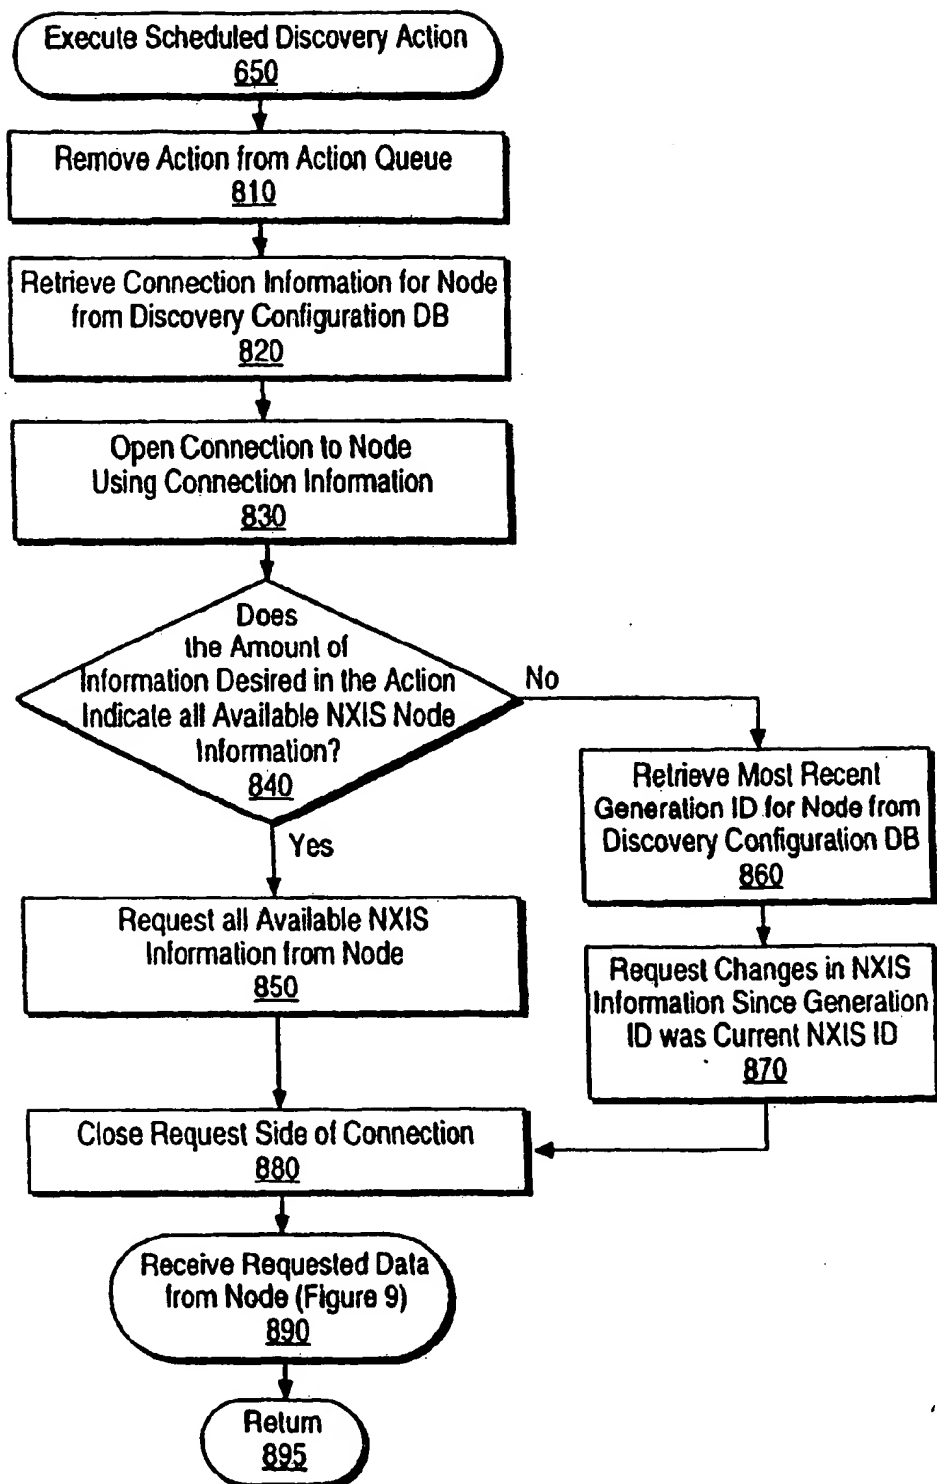 Execute Scheduled Discovery Action
650
Remove Action from Action Queue
810
Retrieve Connection Information for Node
from Discovery Configuration DB
820
Open Connection to Node
Using Connection Information
830
Does
the Amount of
Information Desired in the Action
Indicate all Available NXIS Node
Information?
840
No
Yes
Retrieve Most Recent
Generation ID for Node from
Discovery Configuration DB
860
Request all Available NXIS
Information from Node
850
Request Changes in NXIS
Information Since Generation
ID was Current NXIS ID
870
Close Request Side of Connection
880
Receive Requested Data
from Node (Figure 9)
890
Return
895